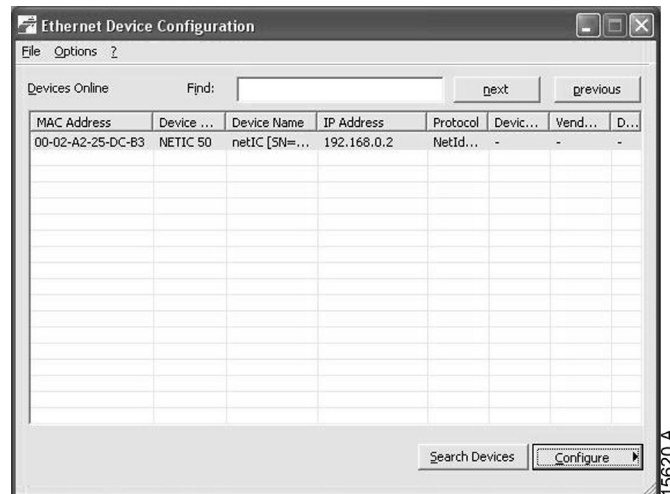 Ethernet Device Configuration
File Options ?
Devices Online Find: next previous
MAC Address Device ... Device Name IP Address Protocol Devic... Vend... D...
00-02-A2-25-DC-B3 NETIC 50 netIC [SN=... 192.168.0.2 NetId... - - -
Search Devices Configure
15620 A